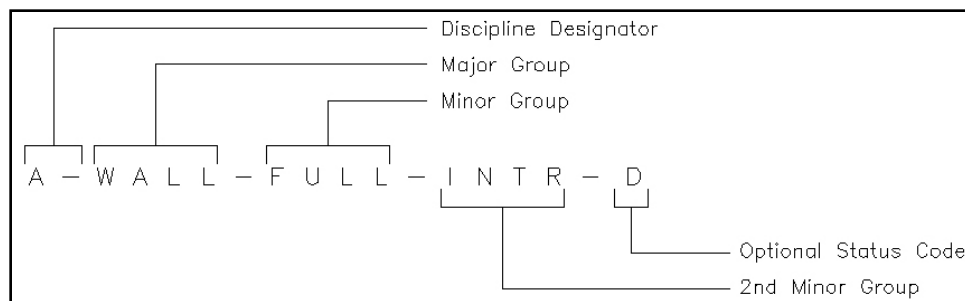 Discipline Designator
Major Group
Minor Group
A - W A L L - F U L L - I N T R - D
Optional Status Code
2nd Minor Group